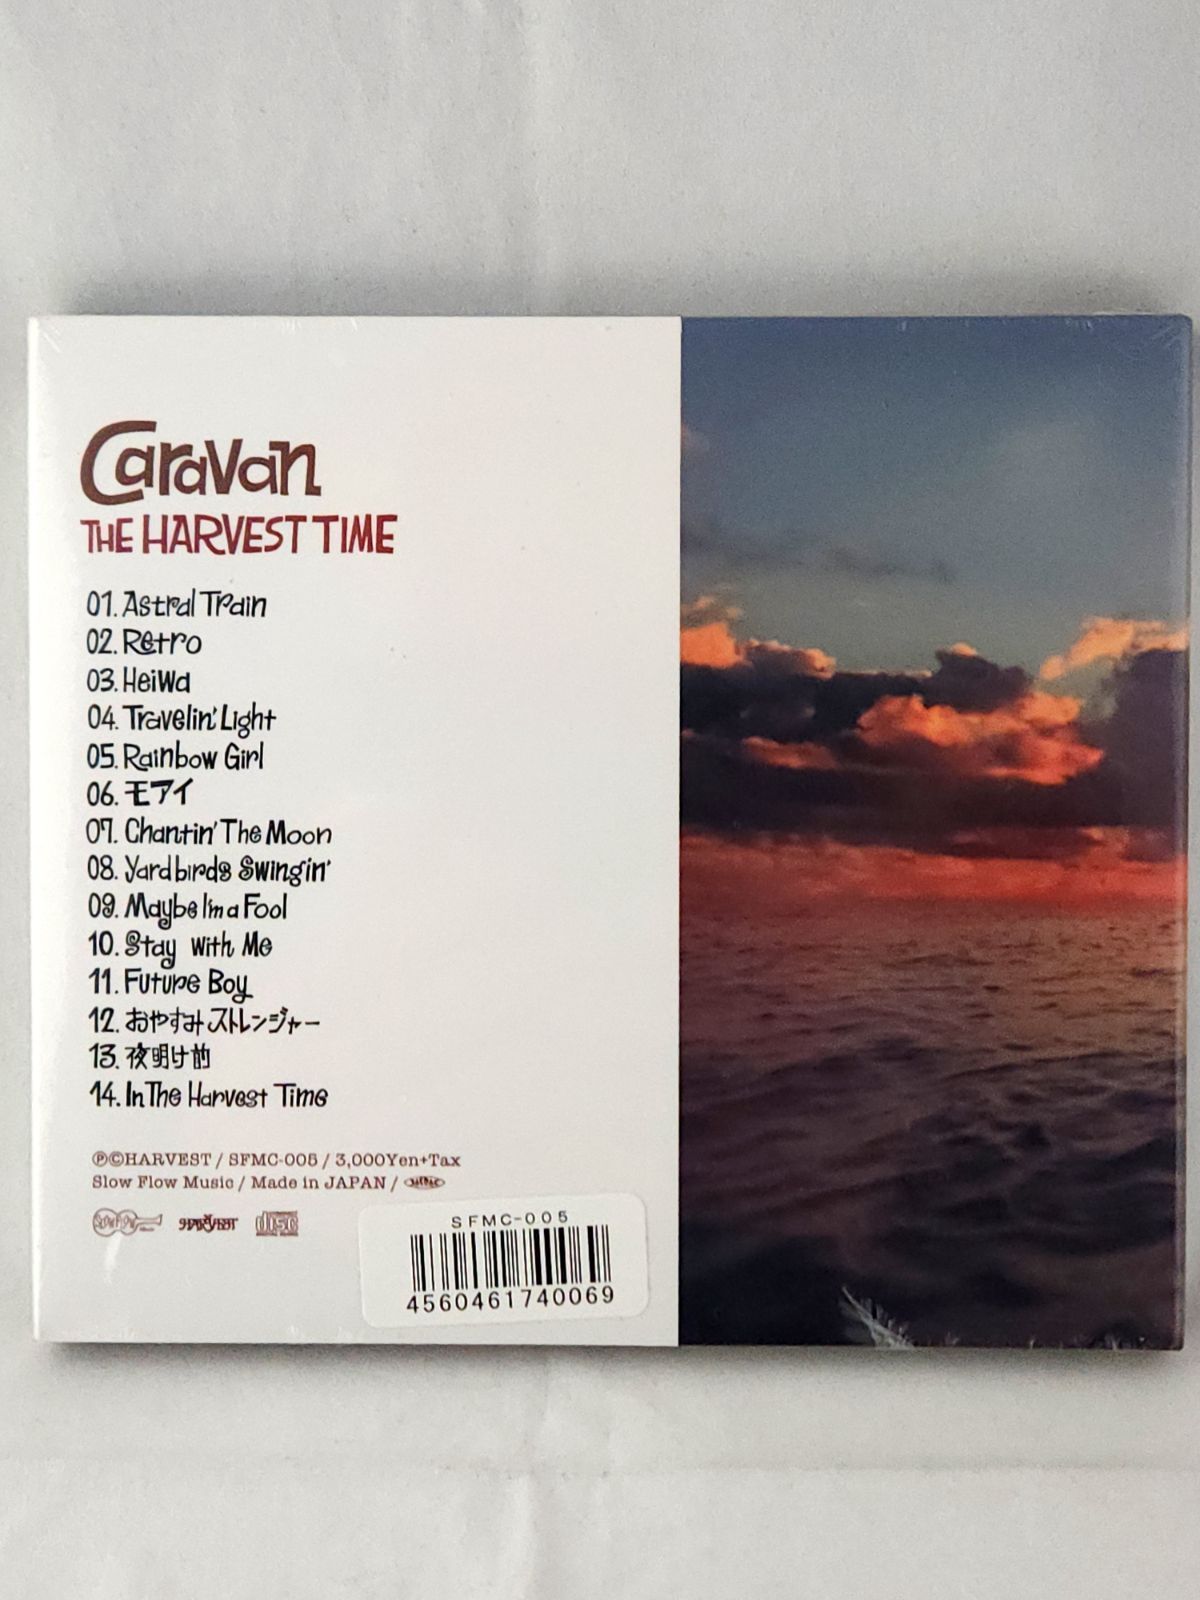 Caravan
THE HARVEST TIME
01. Astral Train
02. Retro
03. HeiWa
04. Travelin' Light
05. Rainbow Girl
06. モアイ
07. Chantin' The Moon
08. Yardbirds Swingin'
09. Maybe I'm a Fool
10. Stay with Me
11. Future Boy
12. おやすみストレンジャー
13. 夜明け前
14. In The Harvest Time
ⓅⒸHARVEST / SFMC-005 / 3,000Yen+Tax
Slow Flow Music / Made in JAPAN /
HARVEST disc
SFMC-005
4560461740069